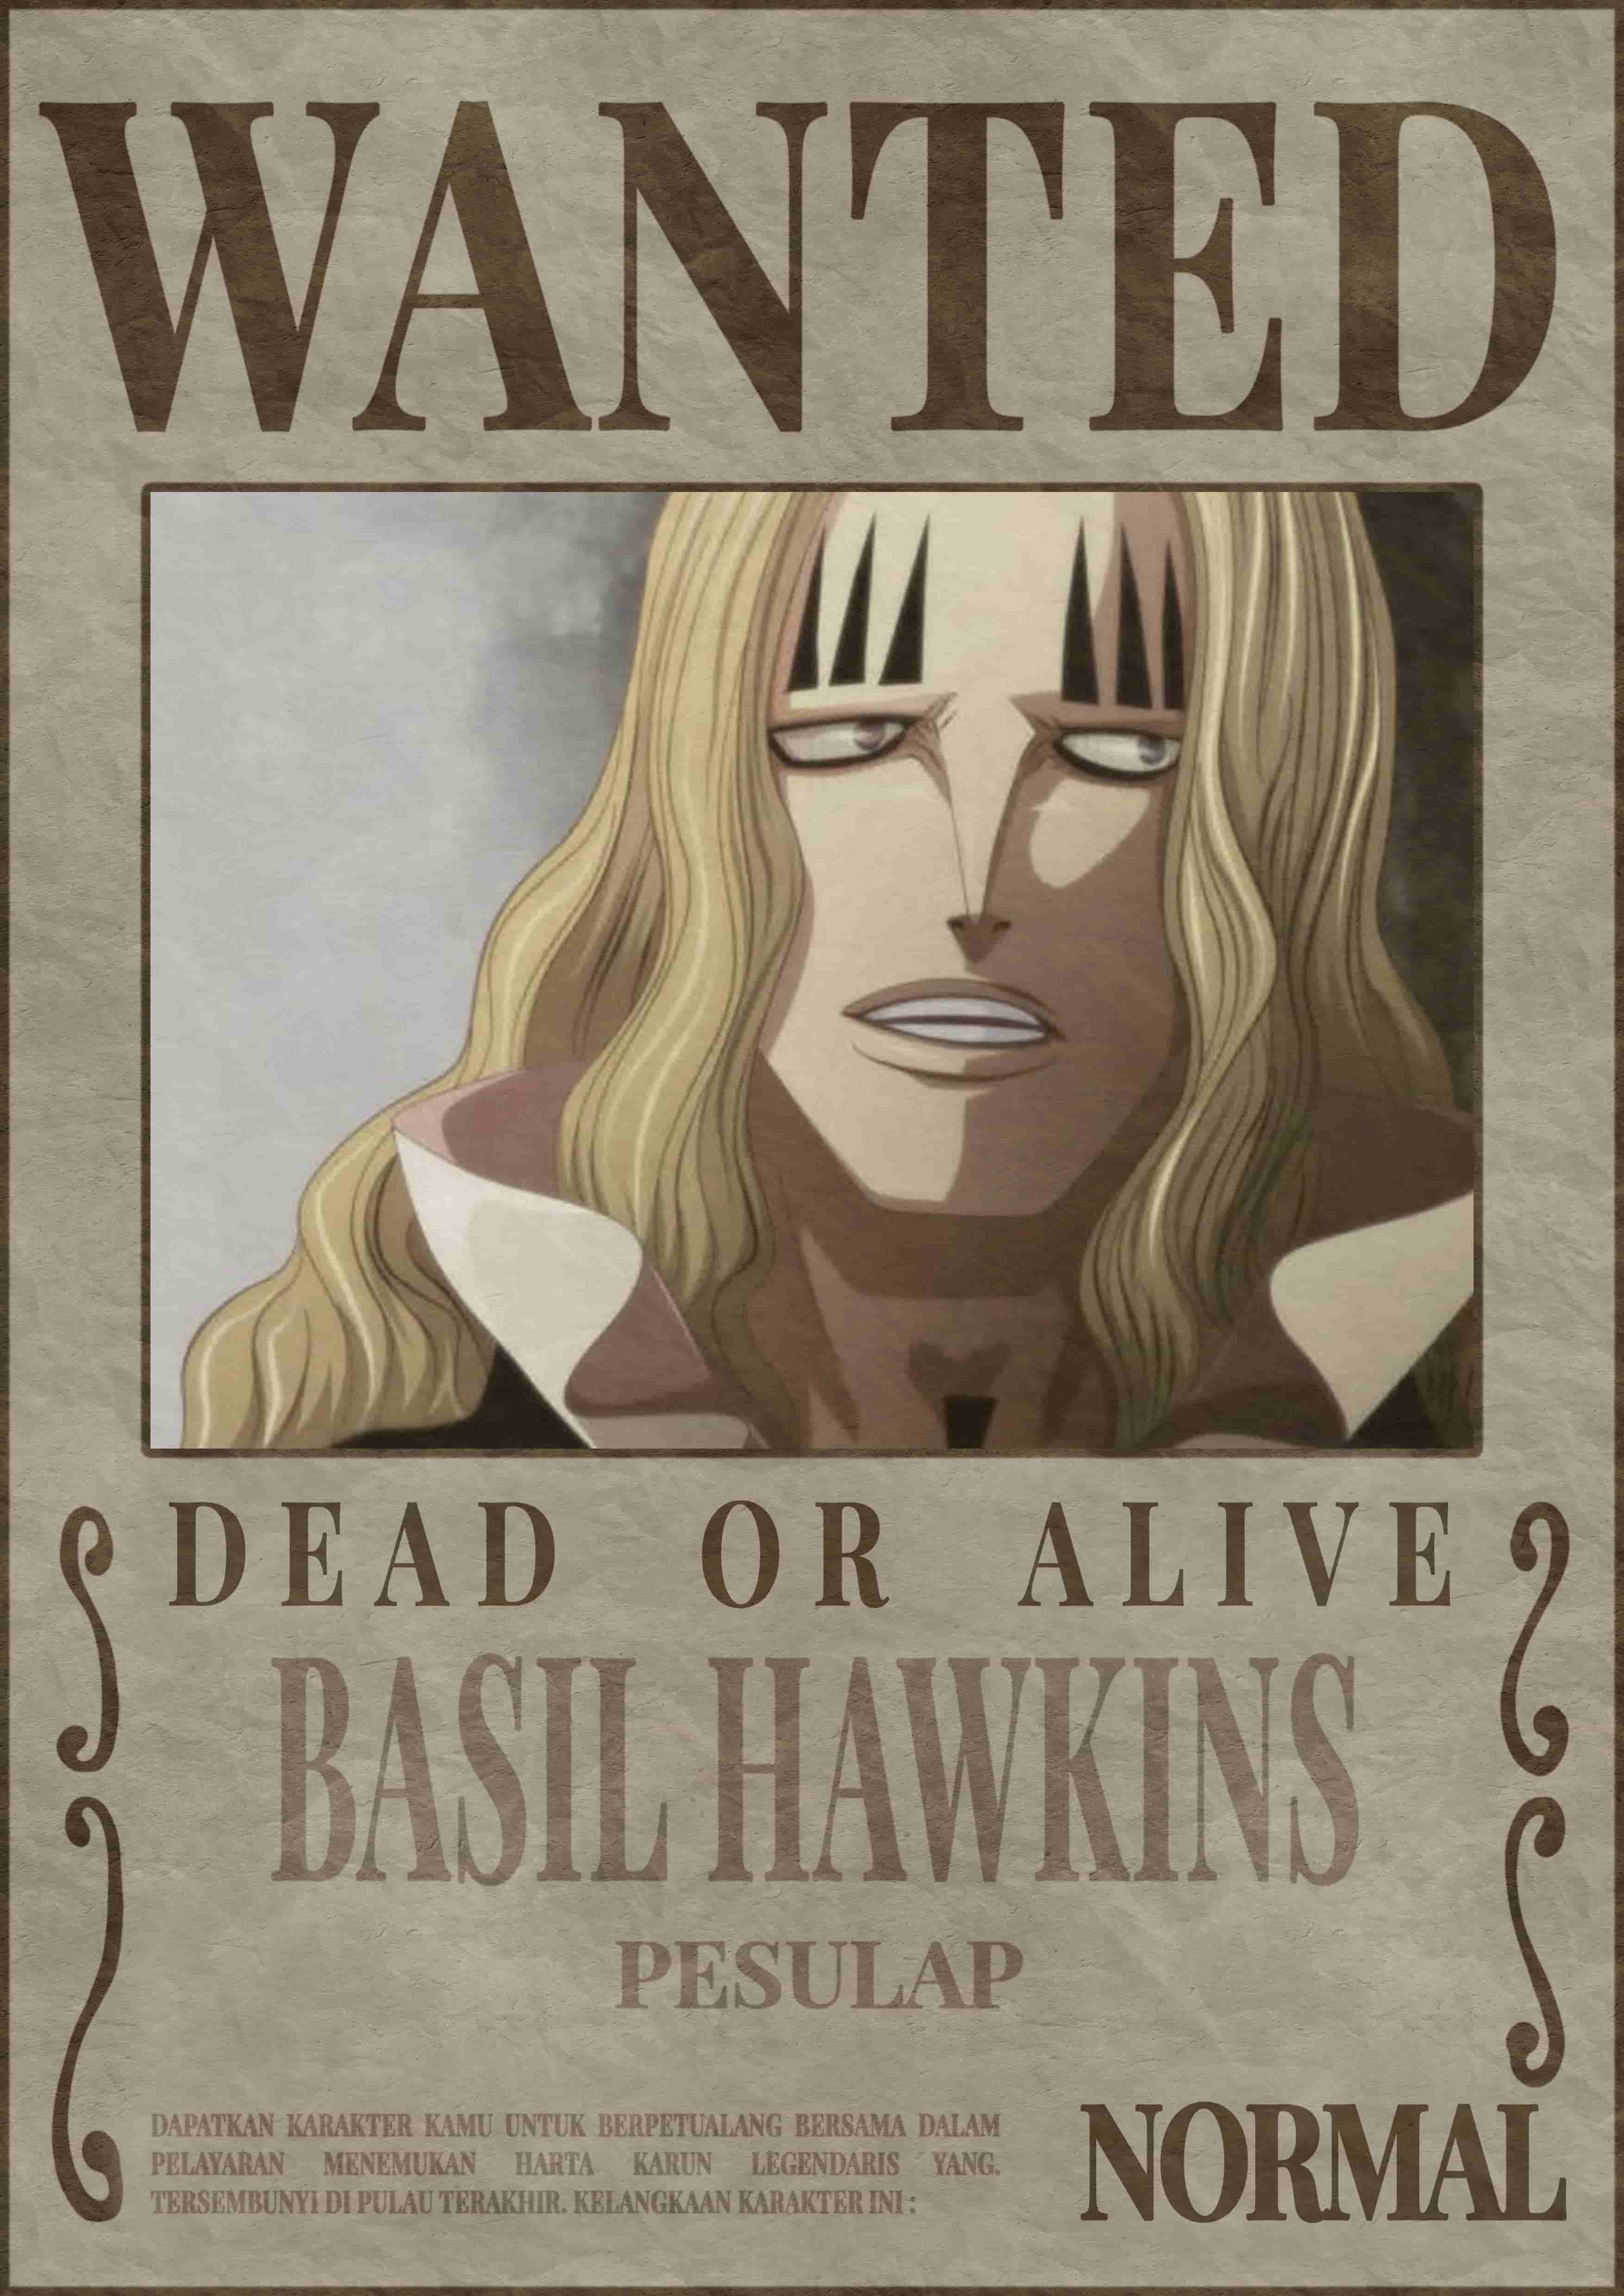 WANTED
DEAD OR ALIVE
BASIL HAWKINS
PESULAP
DAPATKAN KARAKTER KAMU UNTUK BERPETUALANG BERSAMA DALAM
PELAYARAN MENEMUKAN HARTA KARUN LEGENDARIS YANG.
TERSEMBUNYI DI PULAU TERAKHIR. KELANGKAAN KARAKTER INI :
NORMAL